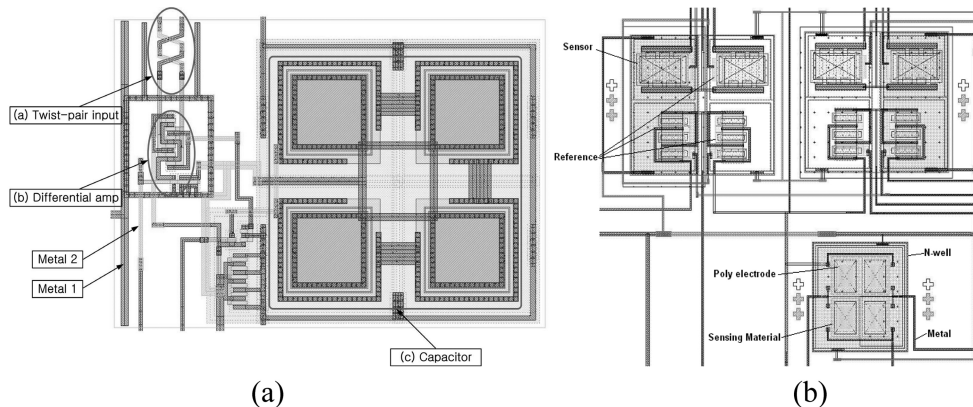 (a) Twist-pair input
(b) Differential amp
Metal 2
Metal 1
(c) Capacitor
(a)
Sensor
Reference
Poly electrode
N-well
Sensing Material
Metal
(b)